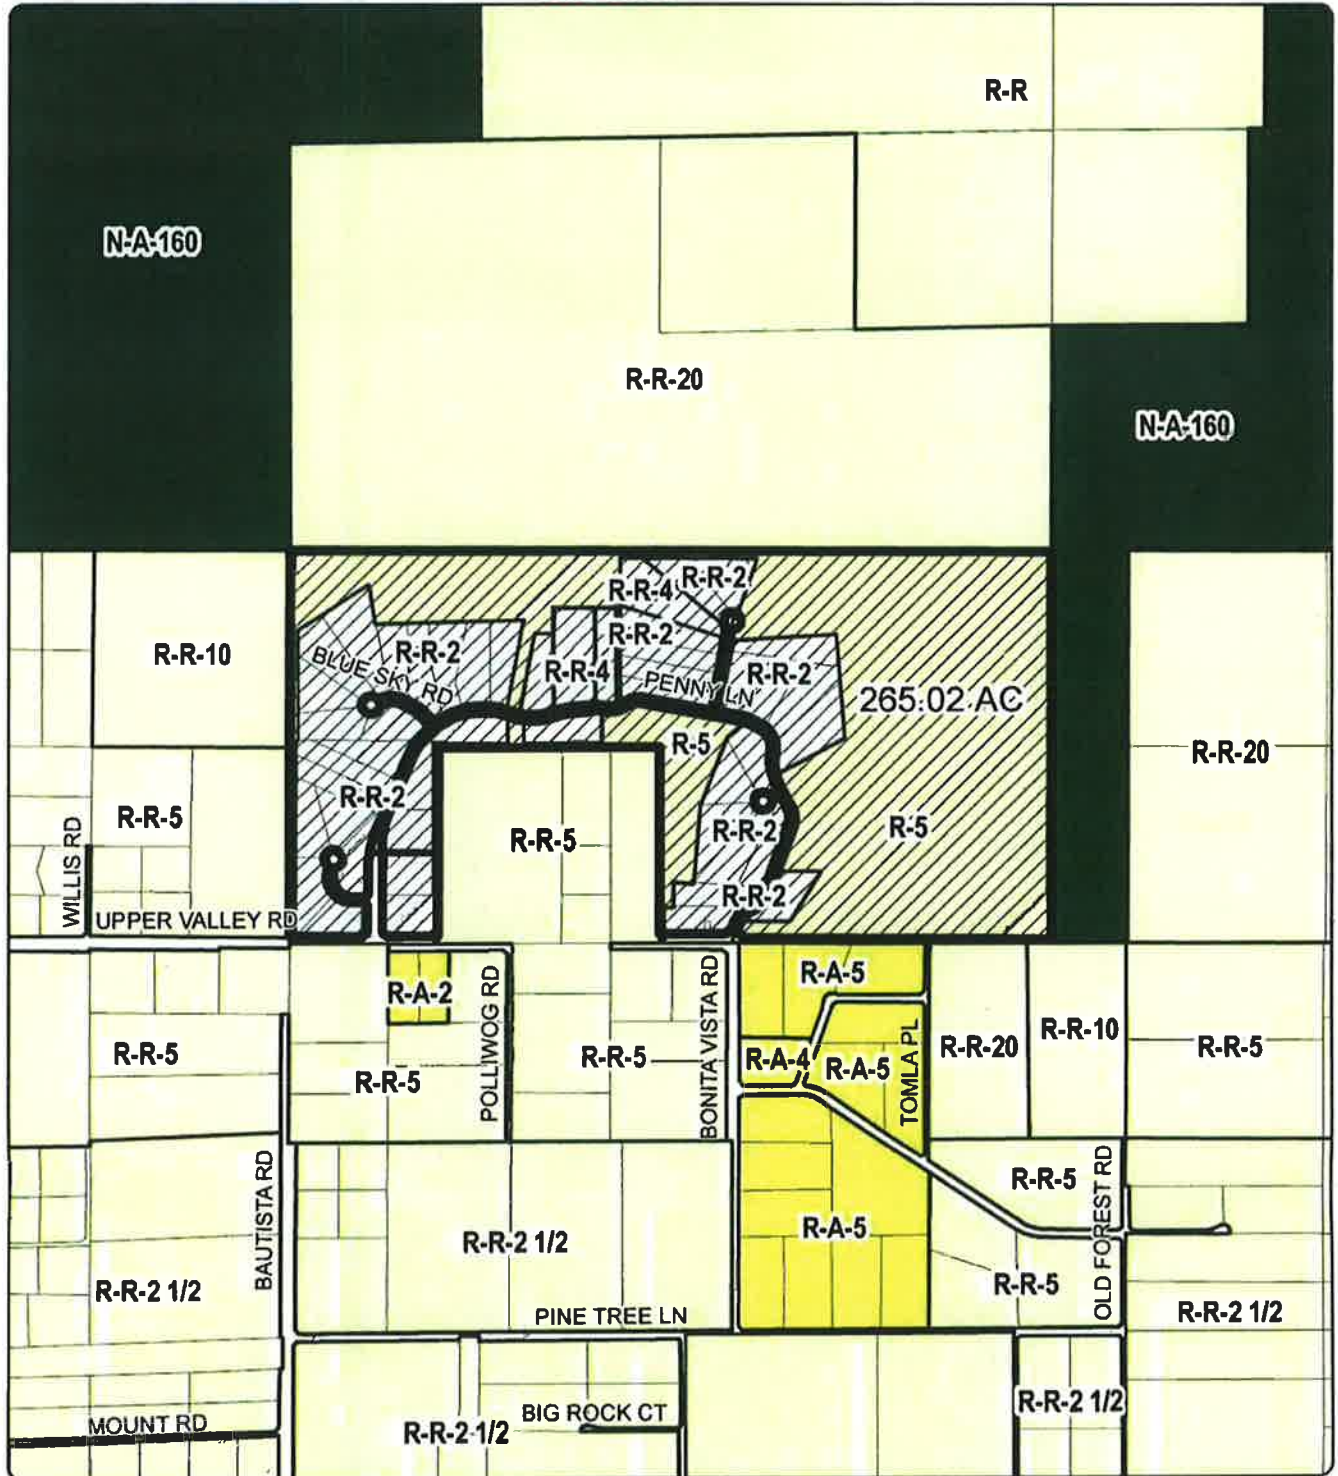 R-R
N-A-160
R-R-20
N-A-160
R-R-2
R-R-4
R-R-2
R-R-10
R-R-2
BLUE SKY RD
R-R-4
R-R-2
PENNY LN
265.02 AC
R-5
R-R-20
R-R-2
R-R-5
R-R-5
R-R-2
R-5
WILLIS RD
R-R-2
UPPER VALLEY RD
R-A-5
R-A-2
POLLIWOG RD
BONITA VISTA RD
R-R-5
R-R-5
R-R-5
R-A-4
R-A-5
TOMLA PL
R-R-20
R-R-10
R-R-5
BAUTISTA RD
R-R-5
OLD FOREST RD
R-R-2 1/2
R-A-5
R-R-2 1/2
R-R-5
R-R-2 1/2
PINE TREE LN
R-R-2 1/2
BIG ROCK CT
MOUNT RD
R-R-2 1/2